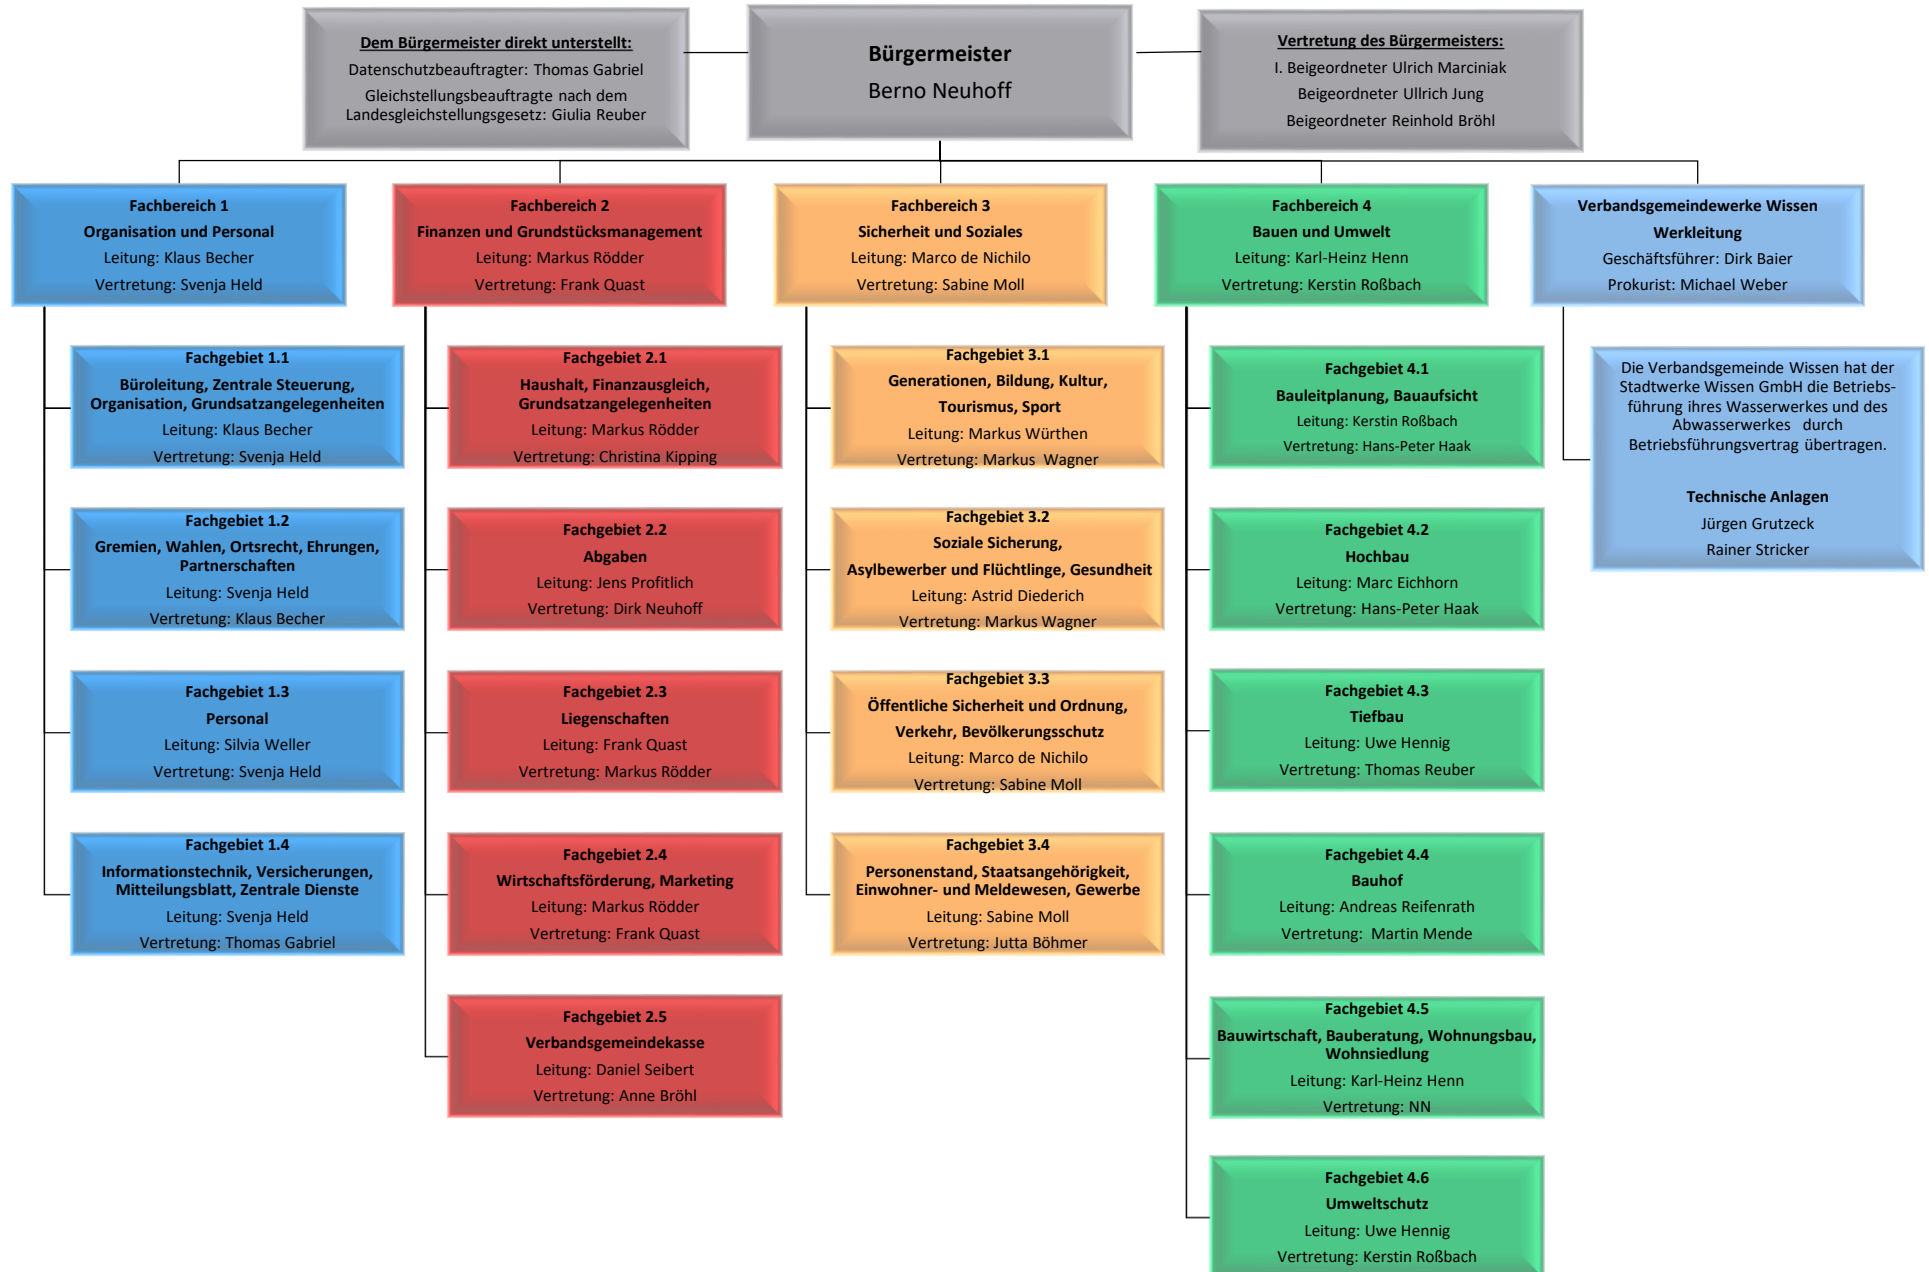 Dem Bürgermeister direkt unterstellt:
Datenschutzbeauftragter: Thomas Gabriel
Gleichstellungsbeauftragte nach dem
Landesgleichstellungsgesetz: Giulia Reuber
Bürgermeister
Berno Neuhoff
Vertretung des Bürgermeisters:
I. Beigeordneter Ulrich Marciniak
Beigeordneter Ullrich Jung
Beigeordneter Reinhold Bröhl
Fachbereich 1
Organisation und Personal
Leitung: Klaus Becher
Vertretung: Svenja Held
Fachgebiet 1.1
Büroleitung, Zentrale Steuerung,
Organisation, Grundsatzangelegenheiten
Leitung: Klaus Becher
Vertretung: Svenja Held
Fachgebiet 1.2
Gremien, Wahlen, Ortsrecht, Ehrungen,
Partnerschaften
Leitung: Svenja Held
Vertretung: Klaus Becher
Fachgebiet 1.3
Personal
Leitung: Silvia Weller
Vertretung: Svenja Held
Fachgebiet 1.4
Informationstechnik, Versicherungen,
Mitteilungsblatt, Zentrale Dienste
Leitung: Svenja Held
Vertretung: Thomas Gabriel
Fachbereich 2
Finanzen und Grundstücksmanagement
Leitung: Markus Rödder
Vertretung: Frank Quast
Fachgebiet 2.1
Haushalt, Finanzausgleich,
Grundsatzangelegenheiten
Leitung: Markus Rödder
Vertretung: Christina Kipping
Fachgebiet 2.2
Abgaben
Leitung: Jens Profitlich
Vertretung: Dirk Neuhoff
Fachgebiet 2.3
Liegenschaften
Leitung: Frank Quast
Vertretung: Markus Rödder
Fachgebiet 2.4
Wirtschaftsförderung, Marketing
Leitung: Markus Rödder
Vertretung: Frank Quast
Fachgebiet 2.5
Verbandsgemeindekasse
Leitung: Daniel Seibert
Vertretung: Anne Bröhl
Fachbereich 3
Sicherheit und Soziales
Leitung: Marco de Nichilo
Vertretung: Sabine Moll
Fachgebiet 3.1
Generationen, Bildung, Kultur,
Tourismus, Sport
Leitung: Markus Würthen
Vertretung: Markus Wagner
Fachgebiet 3.2
Soziale Sicherung,
Asylbewerber und Flüchtlinge, Gesundheit
Leitung: Astrid Diederich
Vertretung: Markus Wagner
Fachgebiet 3.3
Öffentliche Sicherheit und Ordnung,
Verkehr, Bevölkerungsschutz
Leitung: Marco de Nichilo
Vertretung: Sabine Moll
Fachgebiet 3.4
Personenstand, Staatsangehörigkeit,
Einwohner- und Meldewesen, Gewerbe
Leitung: Sabine Moll
Vertretung: Jutta Böhmer
Fachbereich 4
Bauen und Umwelt
Leitung: Karl-Heinz Henn
Vertretung: Kerstin Roßbach
Fachgebiet 4.1
Bauleitplanung, Bauaufsicht
Leitung: Kerstin Roßbach
Vertretung: Hans-Peter Haak
Fachgebiet 4.2
Hochbau
Leitung: Marc Eichhorn
Vertretung: Hans-Peter Haak
Fachgebiet 4.3
Tiefbau
Leitung: Uwe Hennig
Vertretung: Thomas Reuber
Fachgebiet 4.4
Bauhof
Leitung: Andreas Reifenrath
Vertretung: Martin Mende
Fachgebiet 4.5
Bauwirtschaft, Bauberatung, Wohnungsbau,
Wohnsiedlung
Leitung: Karl-Heinz Henn
Vertretung: NN
Fachgebiet 4.6
Umweltschutz
Leitung: Uwe Hennig
Vertretung: Kerstin Roßbach
Verbandsgemeindewerke Wissen
Werkleitung
Geschäftsführer: Dirk Baier
Prokurist: Michael Weber
Die Verbandsgemeinde Wissen hat der
Stadtwerke Wissen GmbH die Betriebs-
führung ihres Wasserwerkes und des
Abwasserwerkes durch
Betriebsführungsvertrag übertragen.
Technische Anlagen
Jürgen Grutzeck
Rainer Stricker